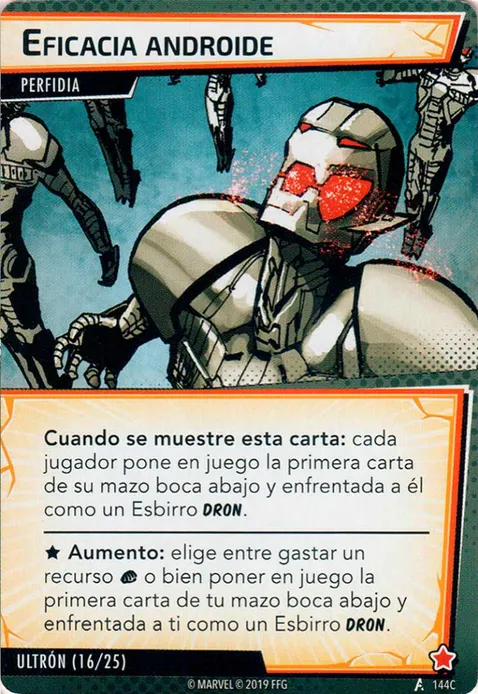 EFICACIA ANDROIDE
PERFIDIA
Cuando se muestre esta carta: cada
jugador pone en juego la primera carta
de su mazo boca abajo y enfrentada a él
como un Esbirro DRON.
★ Aumento: elige entre gastar un
recurso o bien poner en juego la
primera carta de tu mazo boca abajo y
enfrentada a ti como un Esbirro DRON.
ULTRÓN (16/25)
© MARVEL © 2019 FFG
144C